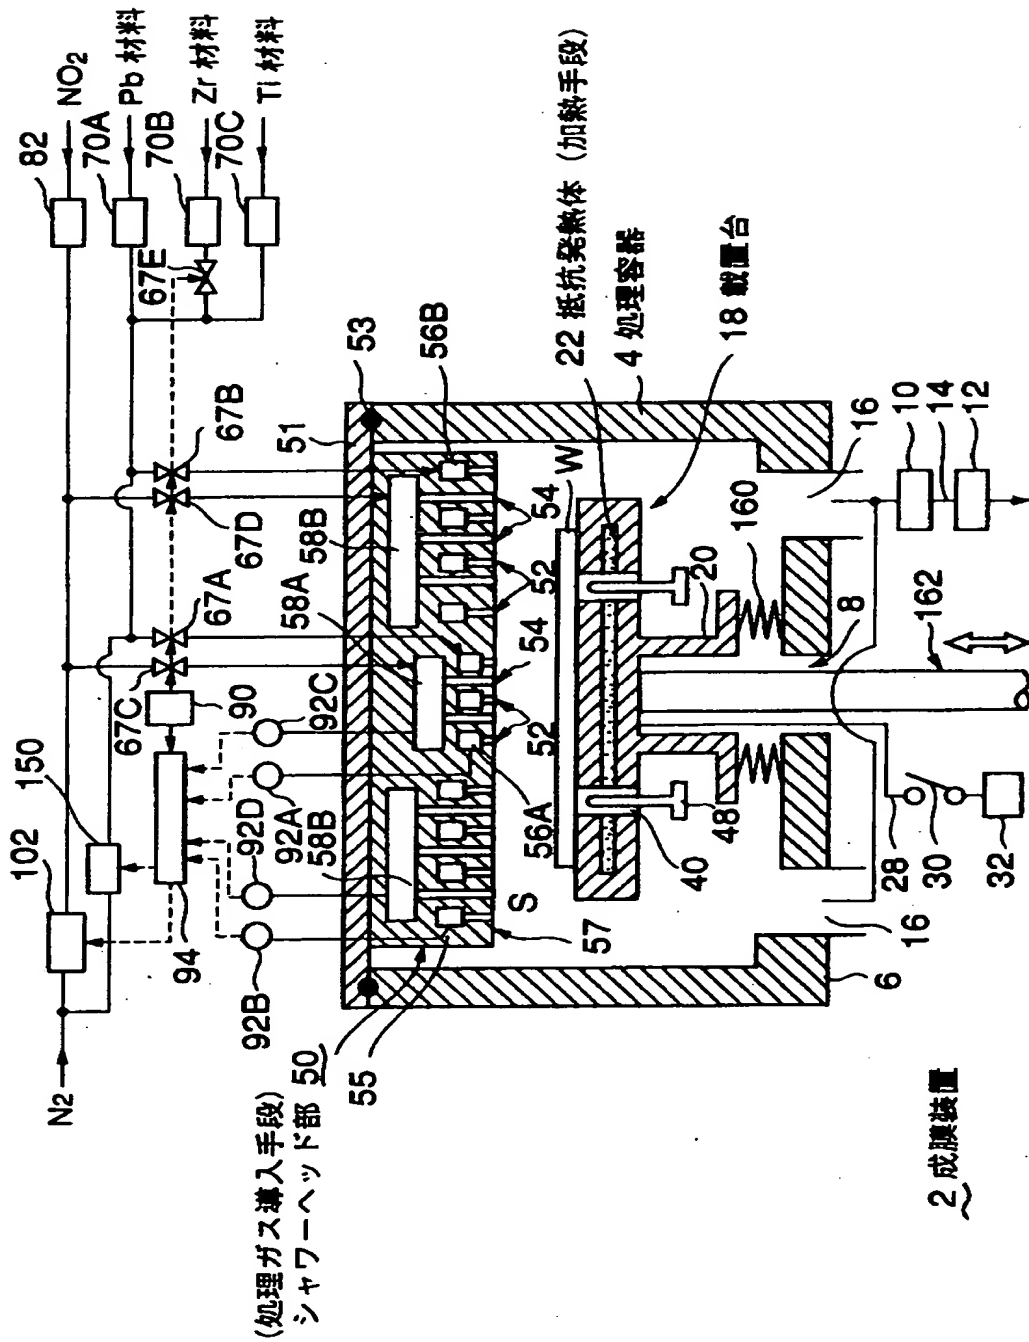 N2
102
150
94
67C
90
67A
67D
67B
67E
82
NO2
70A
Pb 材料
70B
Zr 材料
70C
Ti 材料
92B
92D
92A
92C
(処理ガス導入手段)
シャワーヘッド部 50
55
58B
58A
58B
51
53
56B
57
S
56A
52
54
52
54
W
22 抵抗発熱体 (加熱手段)
4 処理容器
18 載置台
40
48
20
160
8
162
6
16
28
30
32
16
10
14
12
2 成膜装置